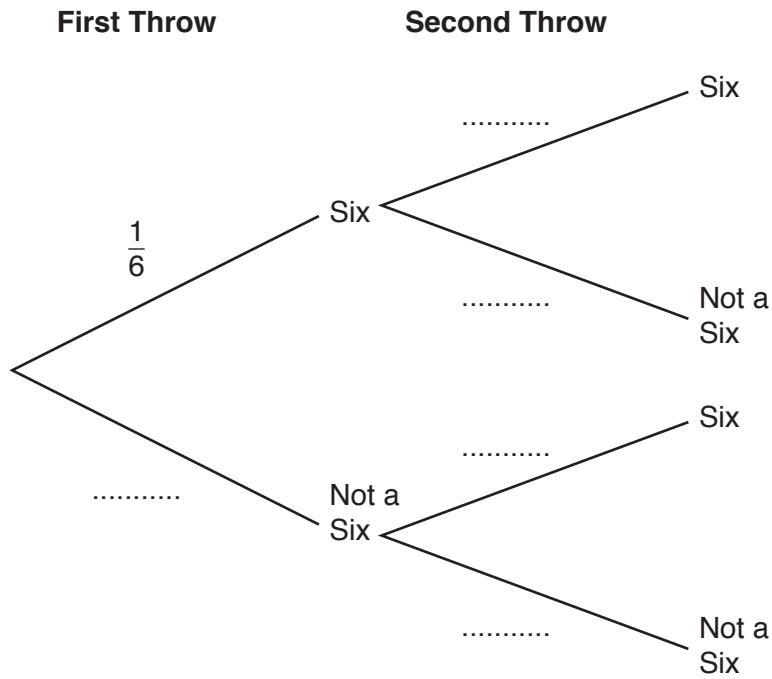 First Throw Second Throw
Six
...........
Six
1
6
...........
Not a
Six
Six
...........
...........
Not a
Six
...........
Not a
Six